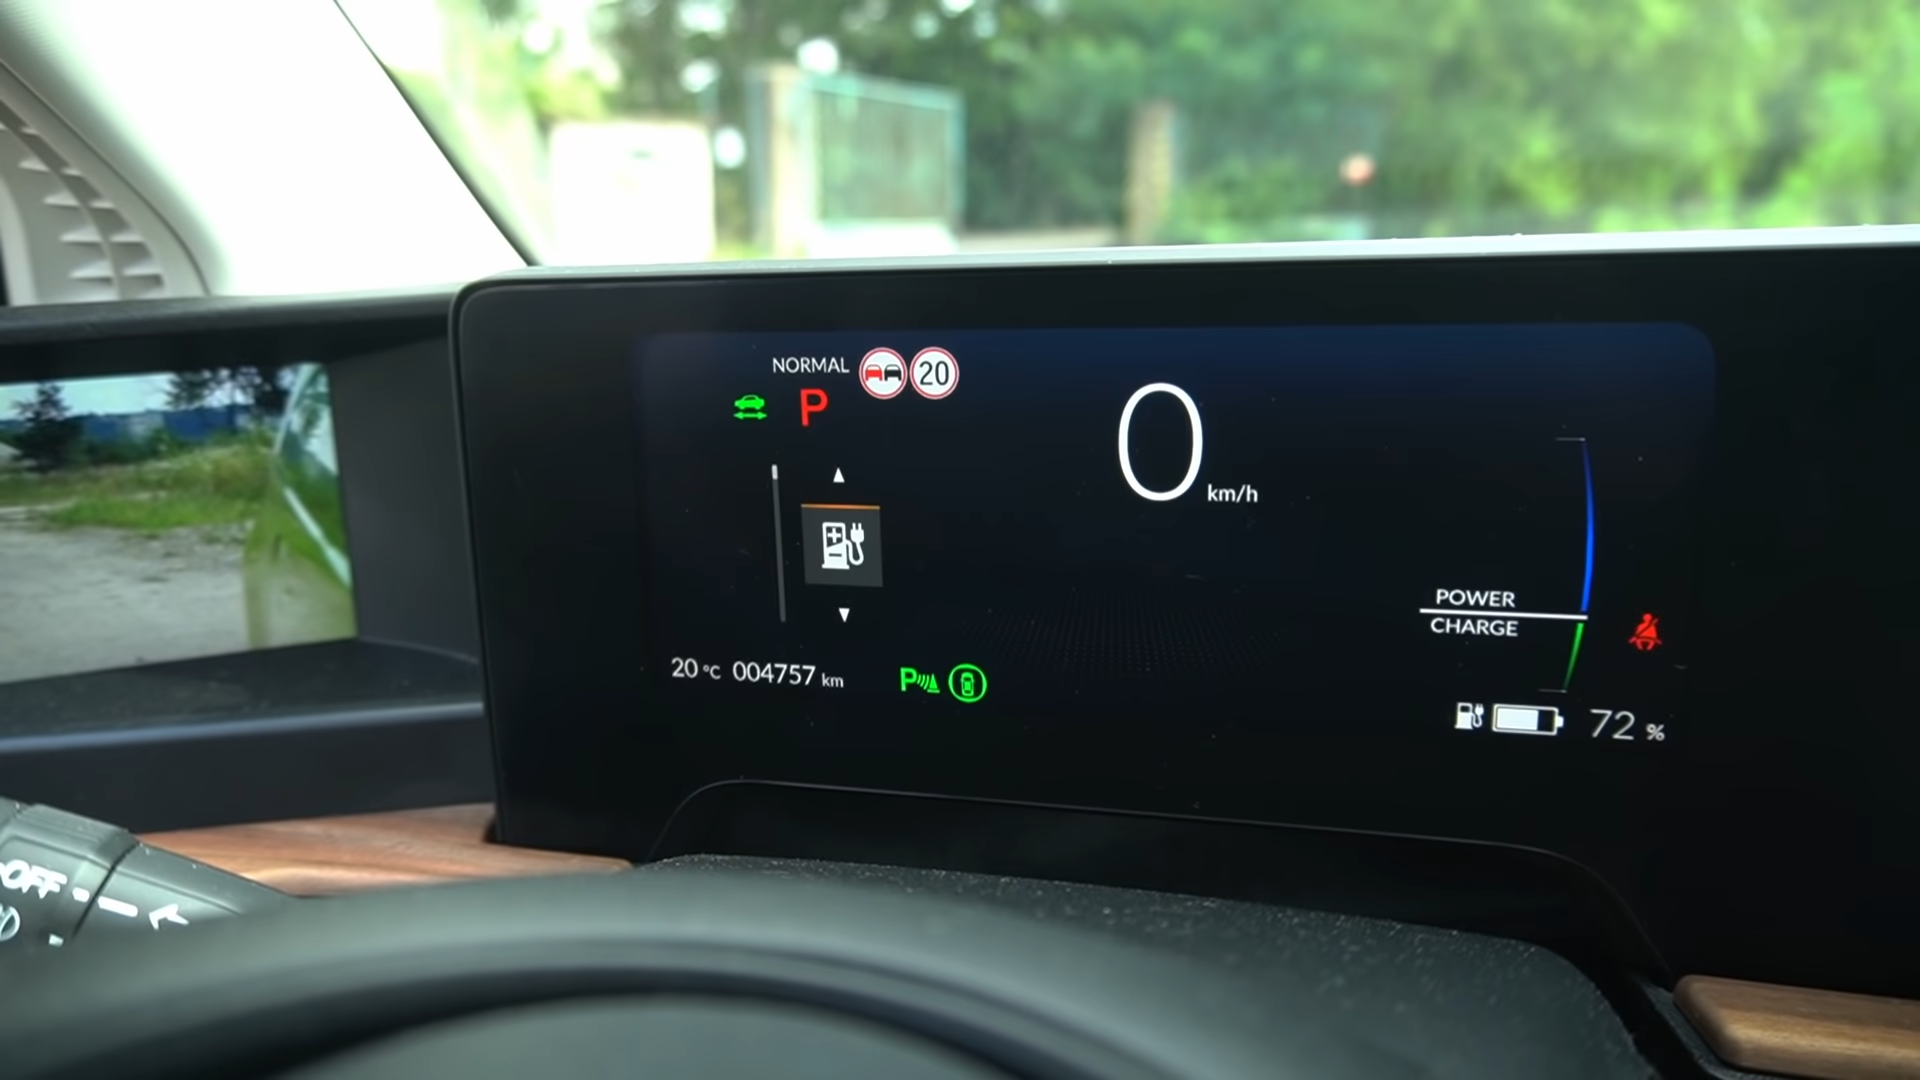 NORMAL
20
P
0 km/h
POWER
CHARGE
20 °C 004757 km
P
72 %
OFF